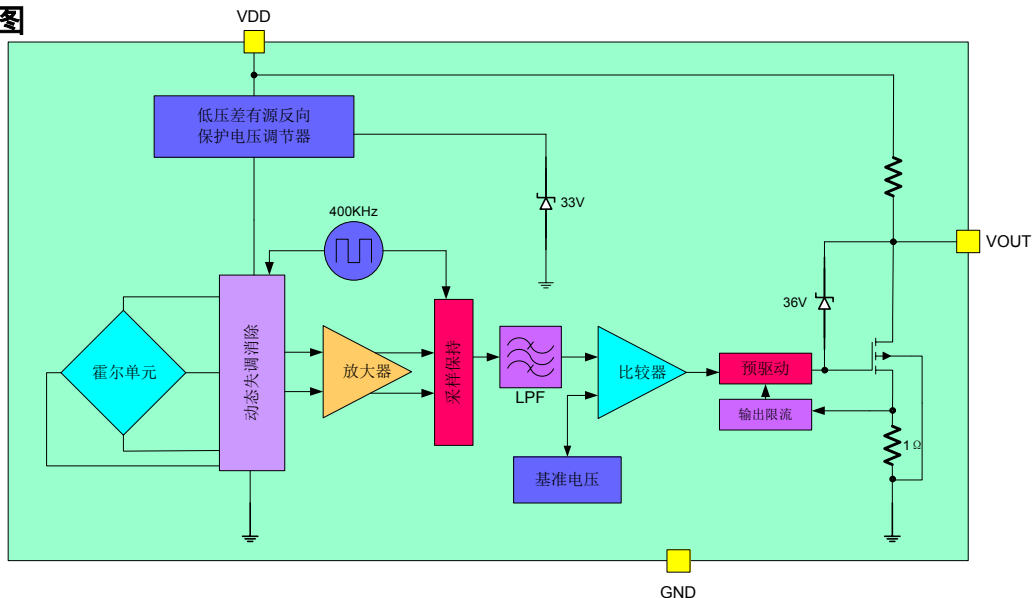 图
VDD
低压差有源反向
保护电压调节器
33V
400KHz
VOUT
36V
霍尔单元
动态失调消除
放大器
采样保持
LPF
比较器
预驱动
输出限流
1Ω
基准电压
GND